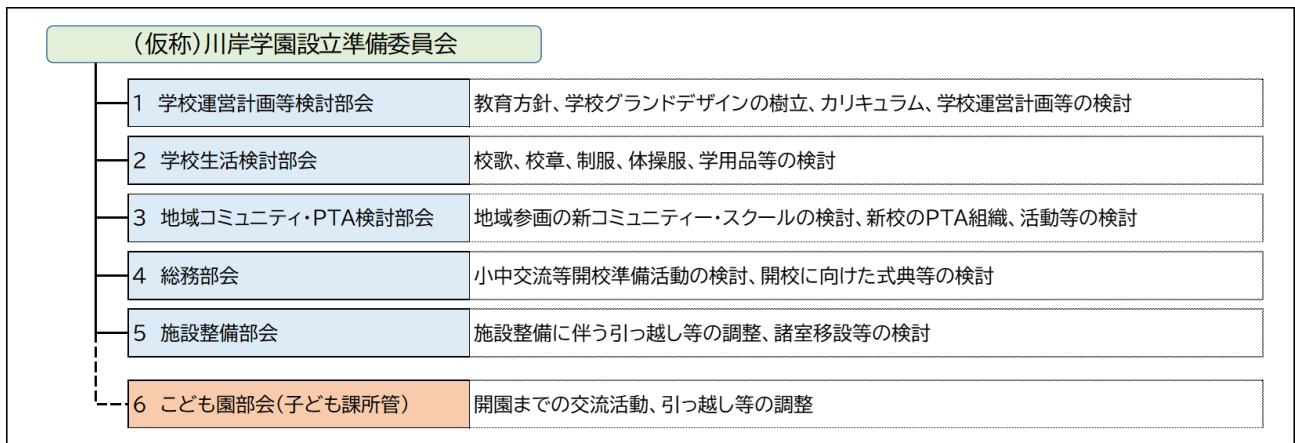 (仮称)川岸学園設立準備委員会
1 学校運営計画等検討部会 教育方針、学校グランドデザインの樹立、カリキュラム、学校運営計画等の検討
2 学校生活検討部会 校歌、校章、制服、体操服、学用品等の検討
3 地域コミュニティ・PTA検討部会 地域参画の新コミュニティー・スクールの検討、新校のPTA組織、活動等の検討
4 総務部会 小中交流等開校準備活動の検討、開校に向けた式典等の検討
5 施設整備部会 施設整備に伴う引っ越し等の調整、諸室移設等の検討
6 こども園部会(子ども課所管) 開園までの交流活動、引っ越し等の調整